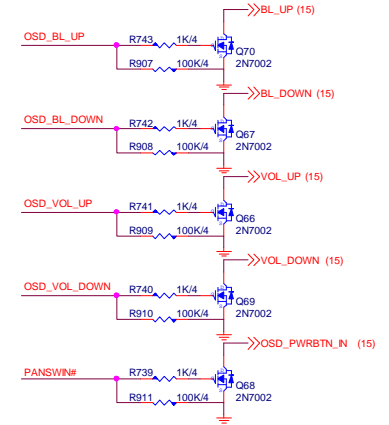 BL_UP (15)
OSD_BL_UP
R743 1K/4
Q70
R907 100K/4
2N7002
BL_DOWN (15)
OSD_BL_DOWN
R742 1K/4
Q67
R908 100K/4
2N7002
VOL_UP (15)
OSD_VOL_UP
R741 1K/4
Q66
R909 100K/4
2N7002
VOL_DOWN (15)
OSD_VOL_DOWN
R740 1K/4
Q69
R910 100K/4
2N7002
OSD_PWRBTN_IN (15)
PANSWIN#
R739 1K/4
Q68
R911 100K/4
2N7002